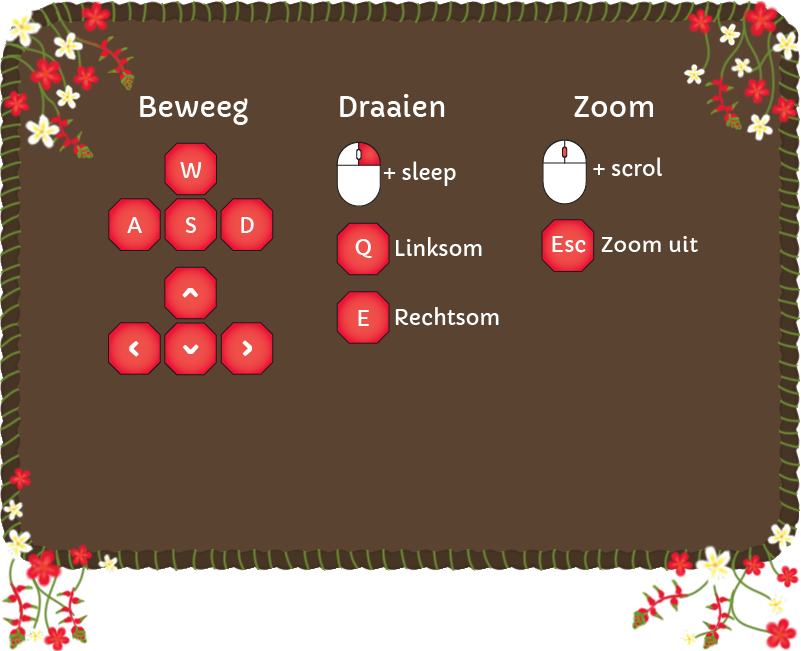 Beweeg
W
A S D
Draaien
+ sleep
Q Linksom
E Rechtsom
Zoom
+ scrol
Esc Zoom uit